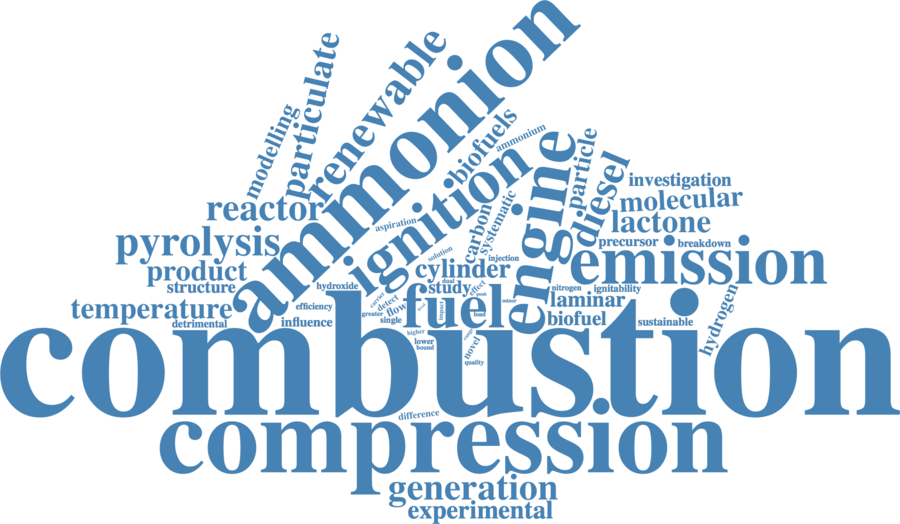 ammonion
particulate
renewable
modelling
biofuels
ammonium
reactor
ignition
engine
particle
diesel
investigation
molecular
lactone
aspiration
carbon
systematic
pyrolysis
precursor
breakdown
product
solution
injection
cylinder
emission
structure
hydroxide
dual
study
effect
nitrogen
ignitability
temperature
efficiency
carrier
detect
peak
minor
laminar
hydrogen
greater
flow
impact
fuel
load
detrimental
influence
single
biofuel
sustainable
combustion
higher
lower
bound
novel
quality
difference
compression
generation
experimental